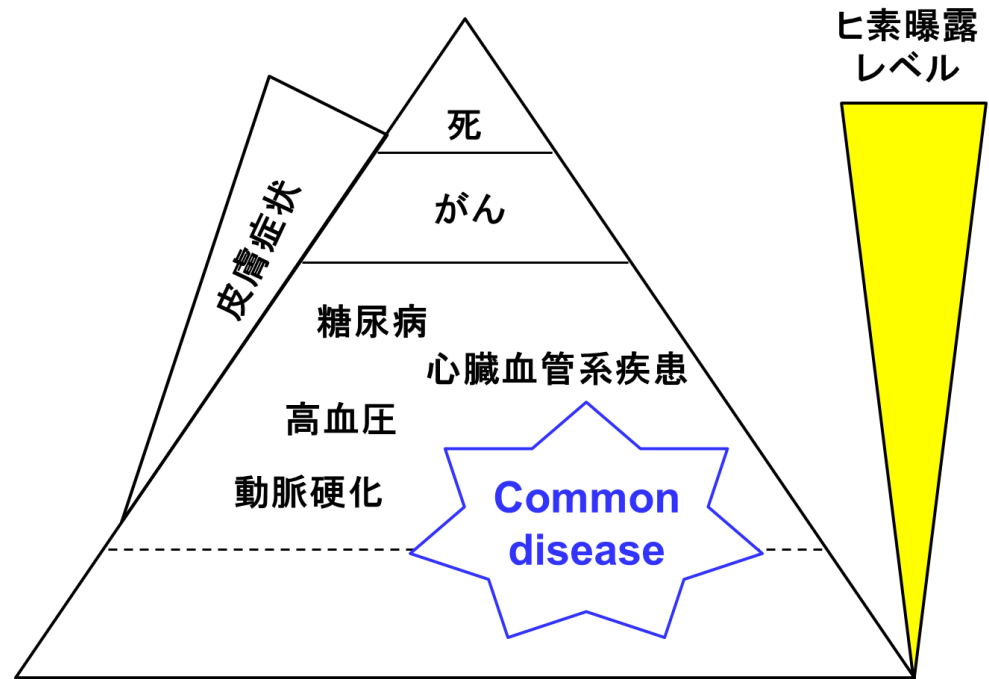 ヒ素曝露
レベル
死
がん
皮膚症状
糖尿病
心臓血管系疾患
高血圧
動脈硬化
Common
disease